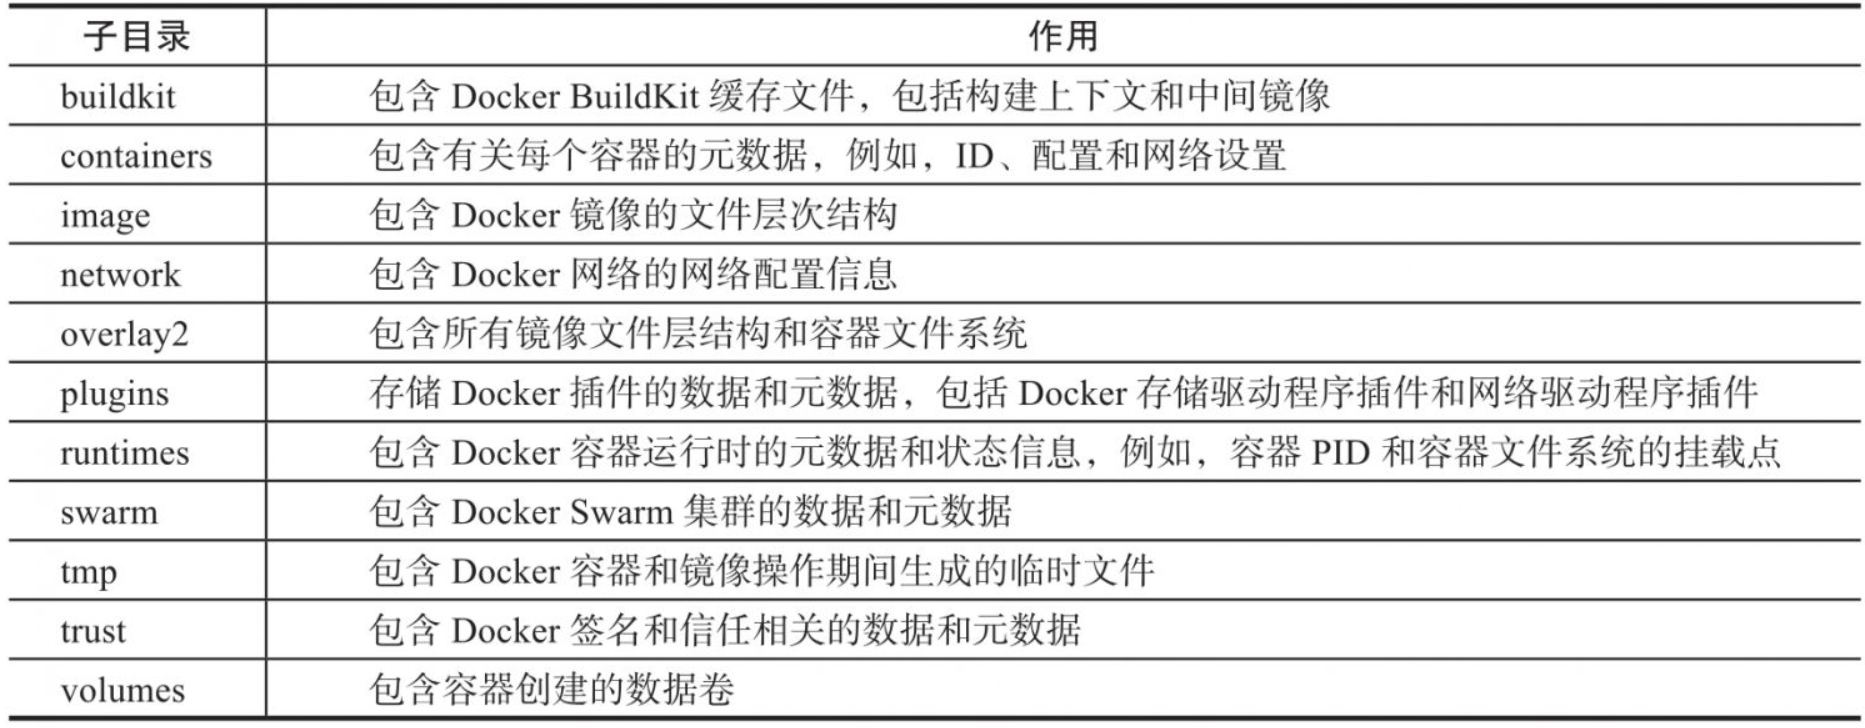 子目录 作用
buildkit 包含 Docker BuildKit 缓存文件，包括构建上下文和中间镜像
containers 包含有关每个容器的元数据，例如，ID、配置和网络设置
image 包含 Docker 镜像的文件层次结构
network 包含 Docker 网络的网络配置信息
overlay2 包含所有镜像文件层结构和容器文件系统
plugins 存储 Docker 插件的数据和元数据，包括 Docker 存储驱动程序插件和网络驱动程序插件
runtimes 包含 Docker 容器运行时的元数据和状态信息，例如，容器 PID 和容器文件系统的挂载点
swarm 包含 Docker Swarm 集群的数据和元数据
tmp 包含 Docker 容器和镜像操作期间生成的临时文件
trust 包含 Docker 签名和信任相关的数据和元数据
volumes 包含容器创建的数据卷